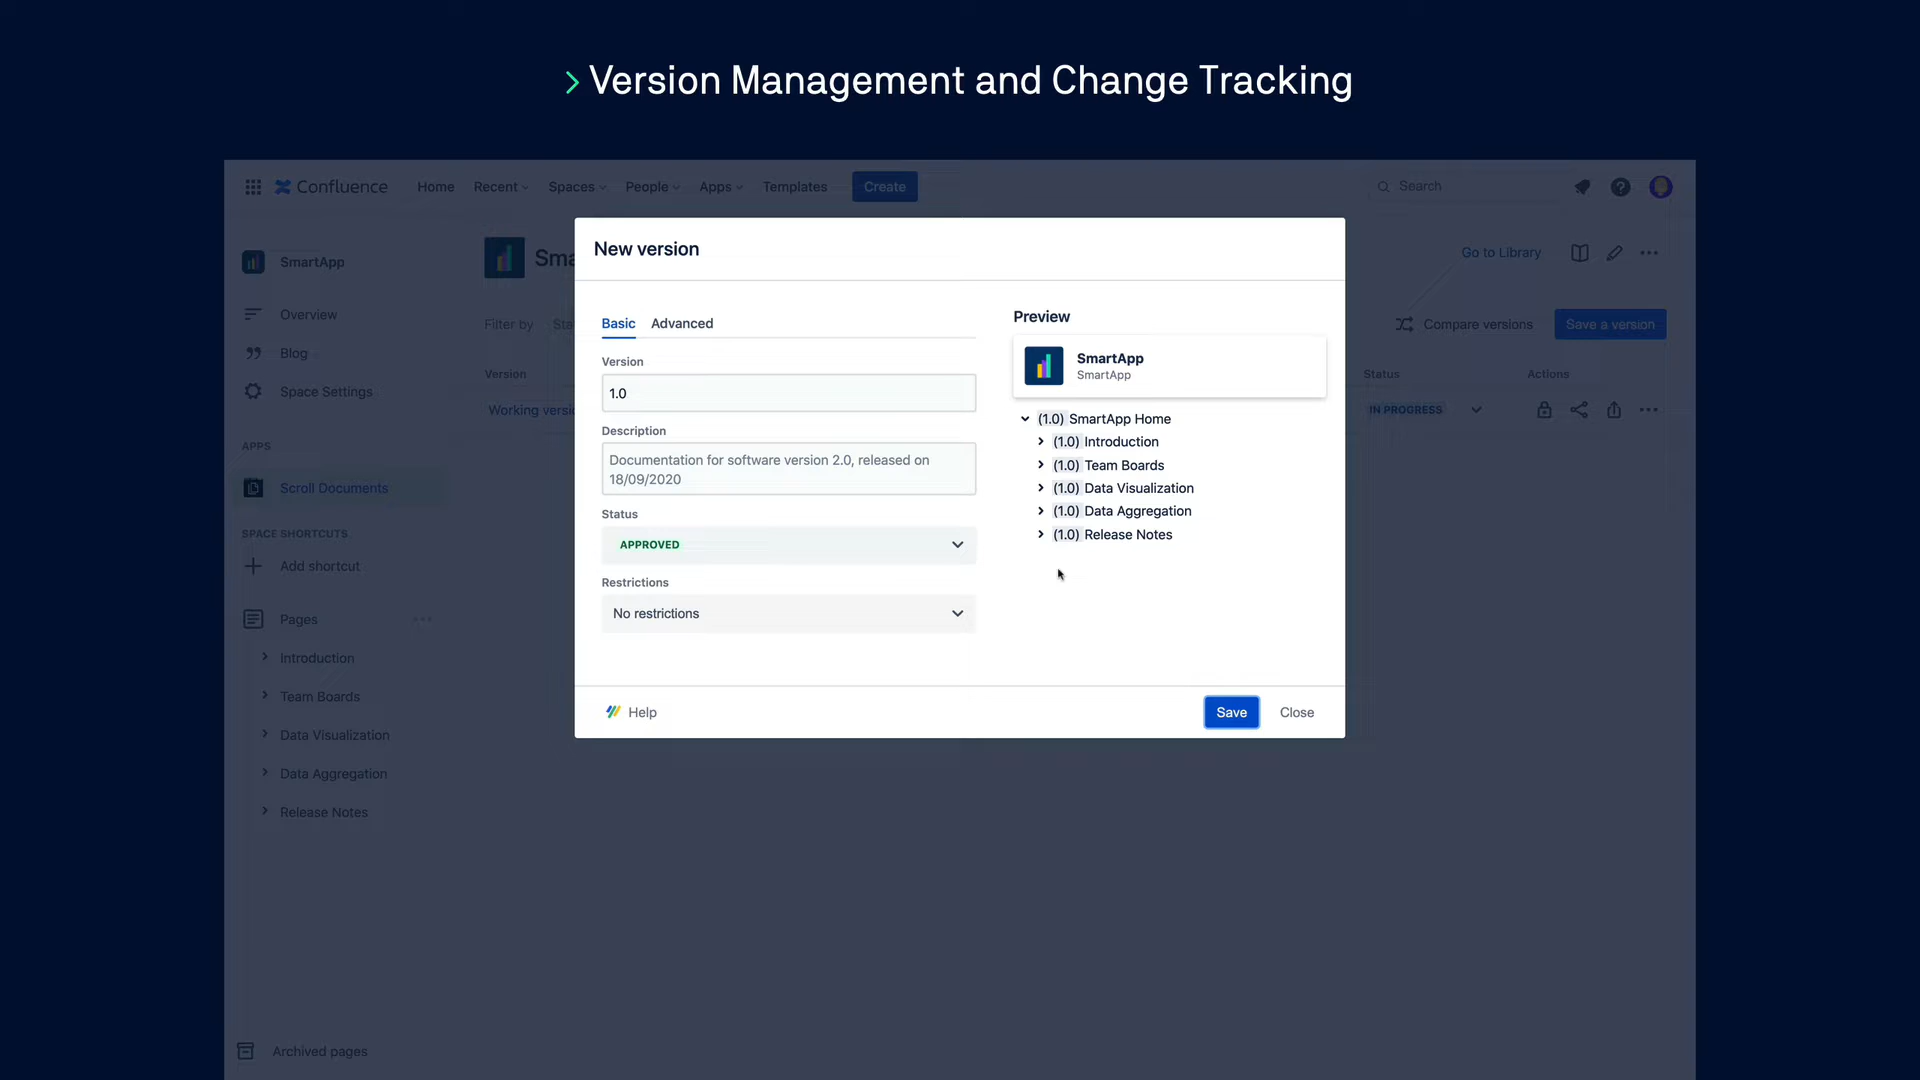 Version Management and Change Tracking
Confluence Home Recent Spaces People Apps Templates Create Search
New version
SmartApp
Go to Library
Overview
Filter by
Basic Advanced
Preview
Compare versions Save a version
Version
SmartApp
SmartApp
Blog
Version
1.0
Status Actions
Space Settings
Working
IN PROGRESS
(1.0) SmartApp Home
Description
(1.0) Introduction
APPS
Documentation for software version 2.0, released on
18/09/2020
(1.0) Team Boards
Scroll Documents
(1.0) Data Visualization
Status
(1.0) Data Aggregation
SPACE SHORTCUTS
APPROVED
(1.0) Release Notes
Add shortcut
Restrictions
No restrictions
Pages
Introduction
Team Boards
Help Save Close
Data Visualization
Data Aggregation
Release Notes
Archived pages